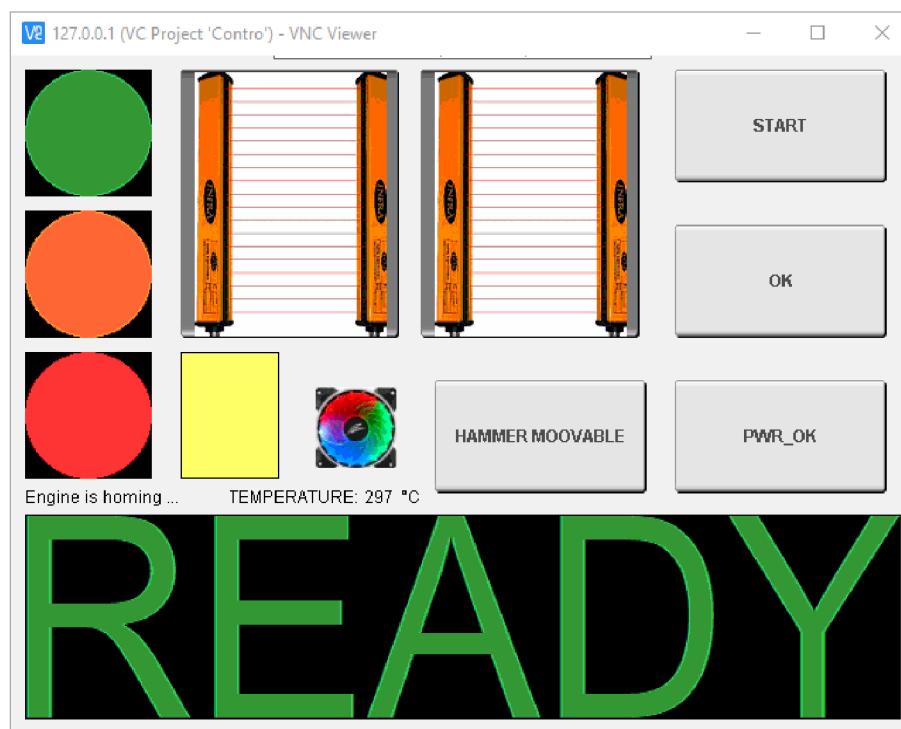 127.0.0.1 (VC Project 'Contro') - VNC Viewer
START
OK
HAMMER MOOVABLE
PWR_OK
Engine is homing ...
TEMPERATURE: 297 °C
READY